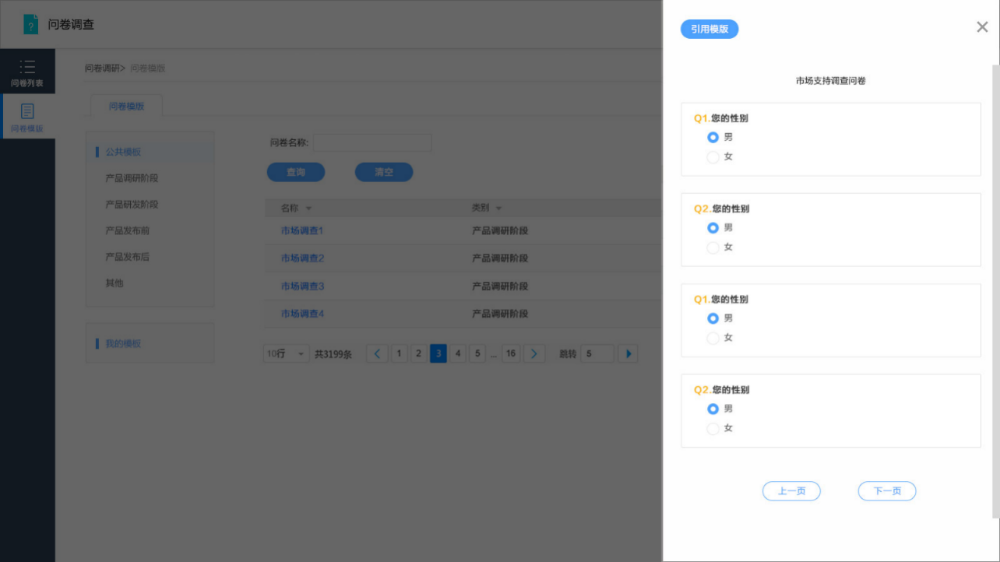 问卷调查
问卷列表
问卷模版
问卷调研> 问卷模版
问卷模版
公共模板
产品调研阶段
产品研发阶段
产品发布前
产品发布后
其他
我的模板
问卷名称:
查询 清空
名称 类别
市场调查1 产品调研阶段
市场调查2 产品调研阶段
市场调查3 产品调研阶段
市场调查4 产品调研阶段
10行 共3199条 1 2 3 4 5 ... 16 跳转 5
引用模版
市场支持调查问卷
Q1.您的性别
男
女
Q2.您的性别
男
女
Q1.您的性别
男
女
Q2.您的性别
男
女
上一页 下一页